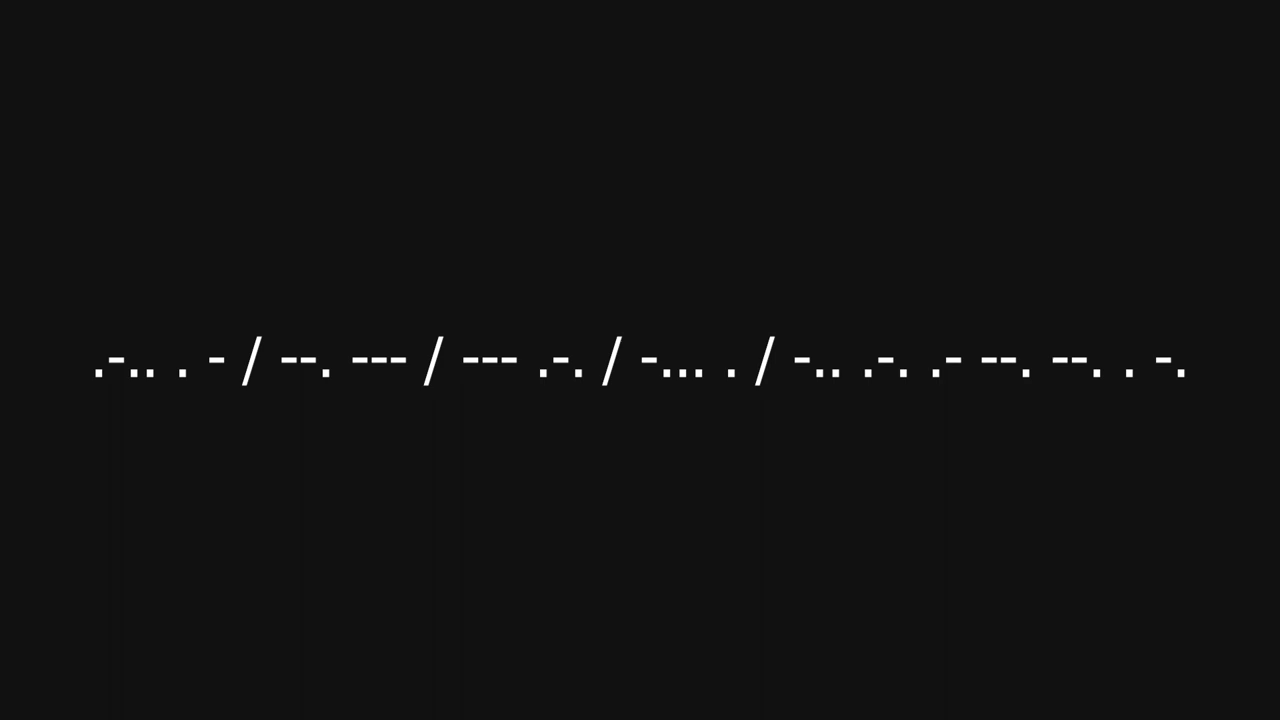 .-.. . - / --. --- / --- .-. / -... . / -.. .-. .- --. --. . -.